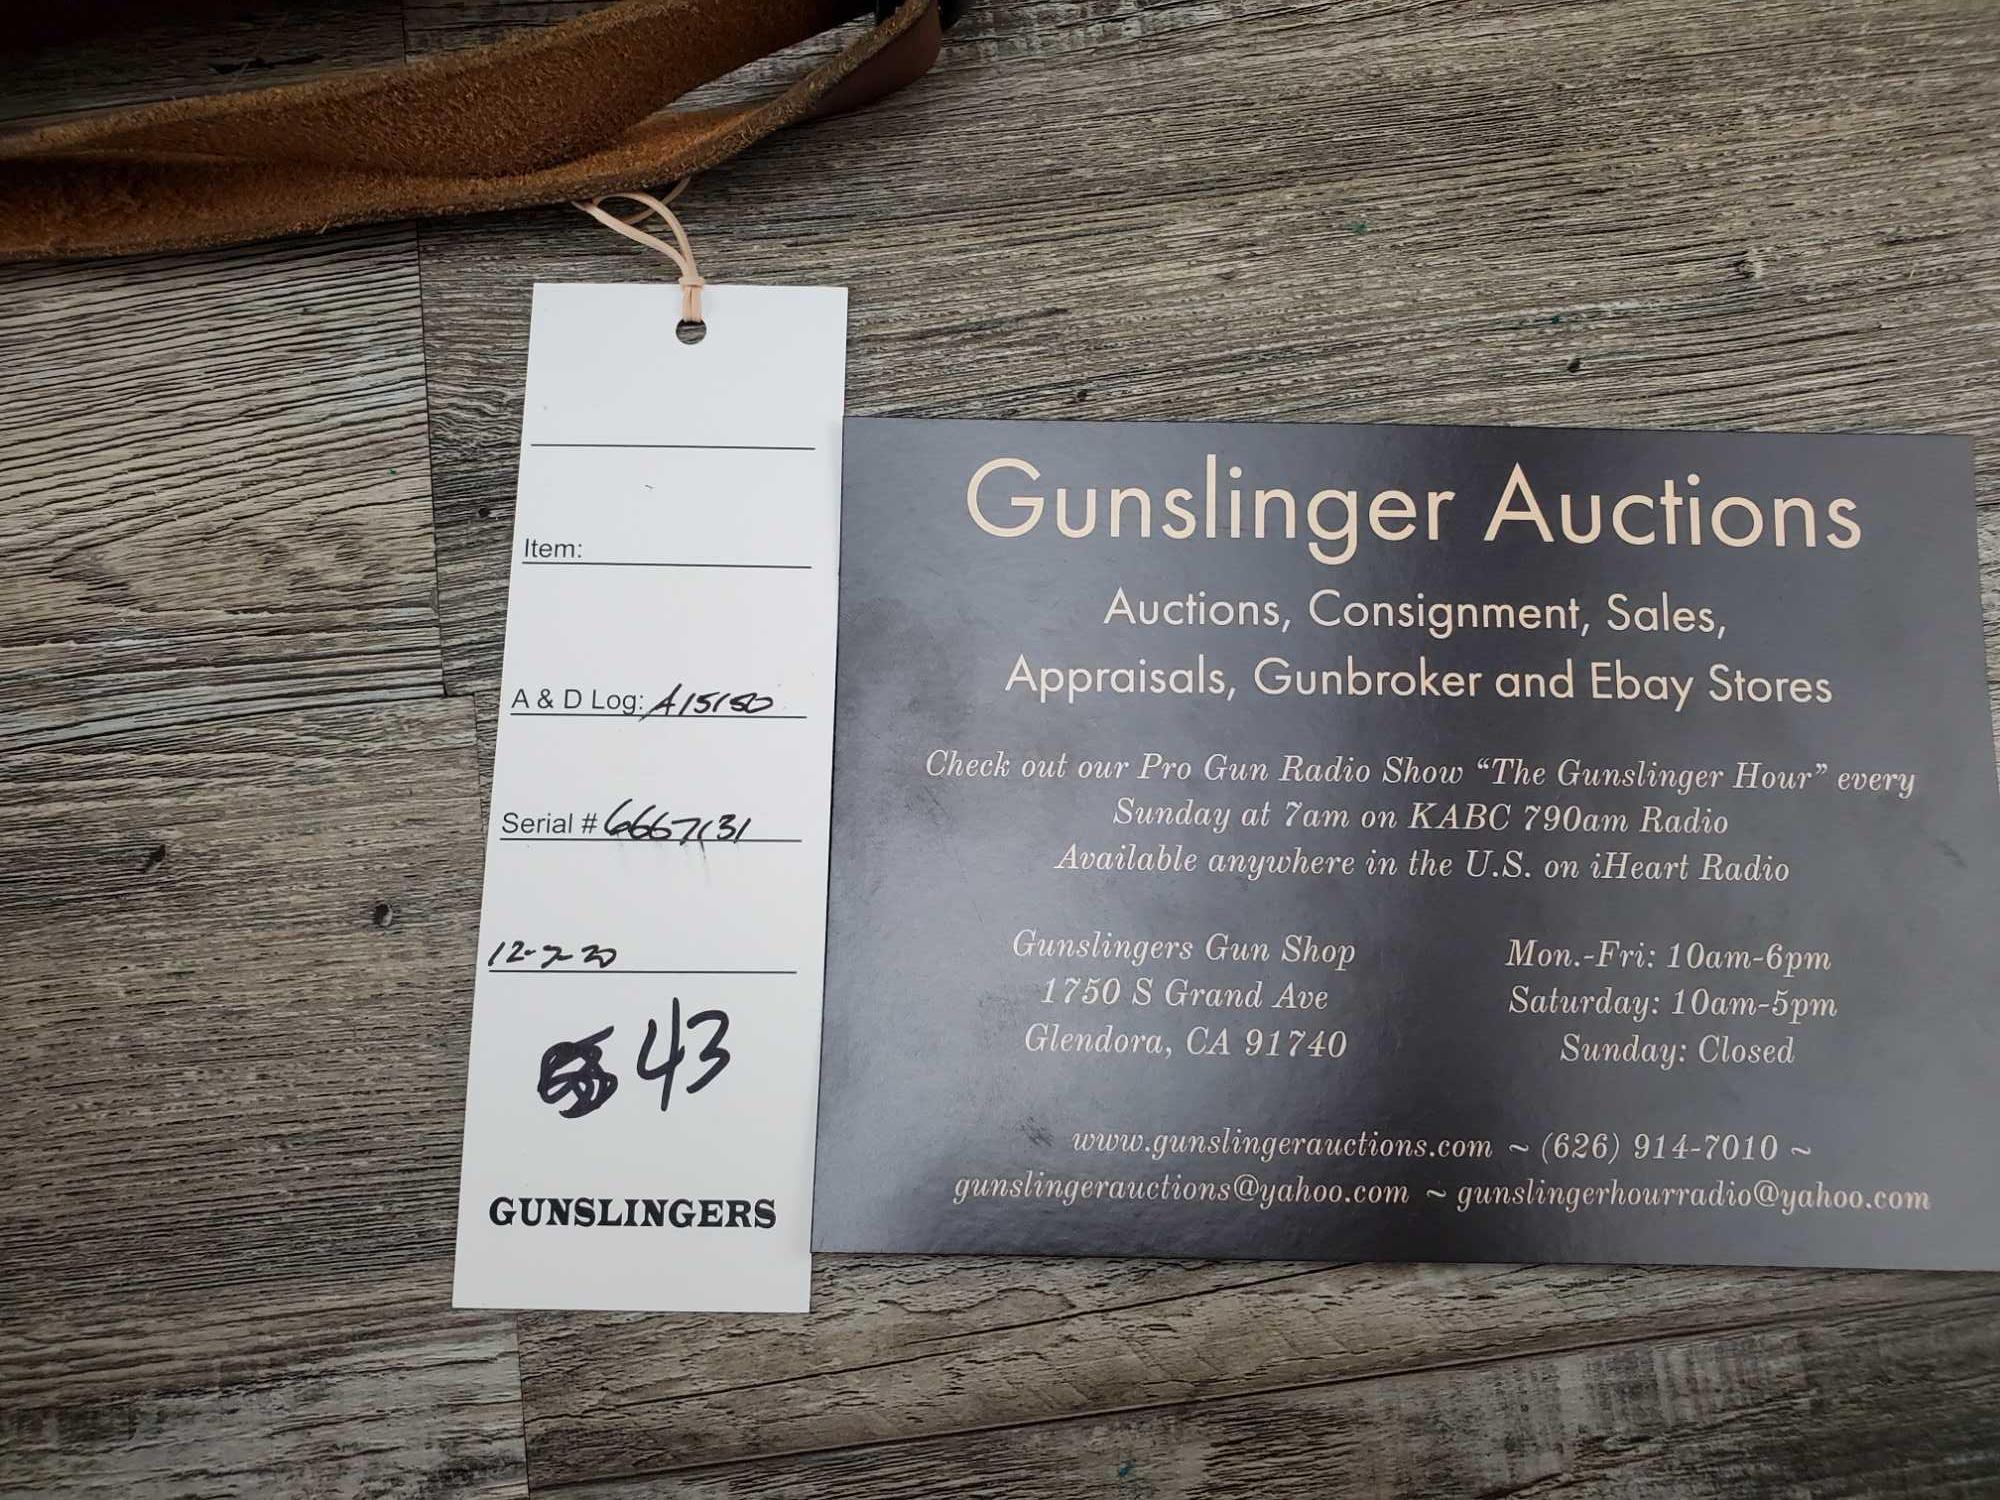 Item:
A & D Log: A15150
Serial # 6667131
12-7-20
43
GUNSLINGERS
Gunslinger Auctions
Auctions, Consignment, Sales,
Appraisals, Gunbroker and Ebay Stores
Check out our Pro Gun Radio Show “The Gunslinger Hour” every
Sunday at 7am on KABC 790am Radio
Available anywhere in the U.S. on iHeart Radio
Gunslingers Gun Shop
1750 S Grand Ave
Glendora, CA 91740
Mon.-Fri: 10am-6pm
Saturday: 10am-5pm
Sunday: Closed
www.gunslingerauctions.com ~ (626) 914-7010 ~
gunslingerauctions@yahoo.com ~ gunslingerhourradio@yahoo.com